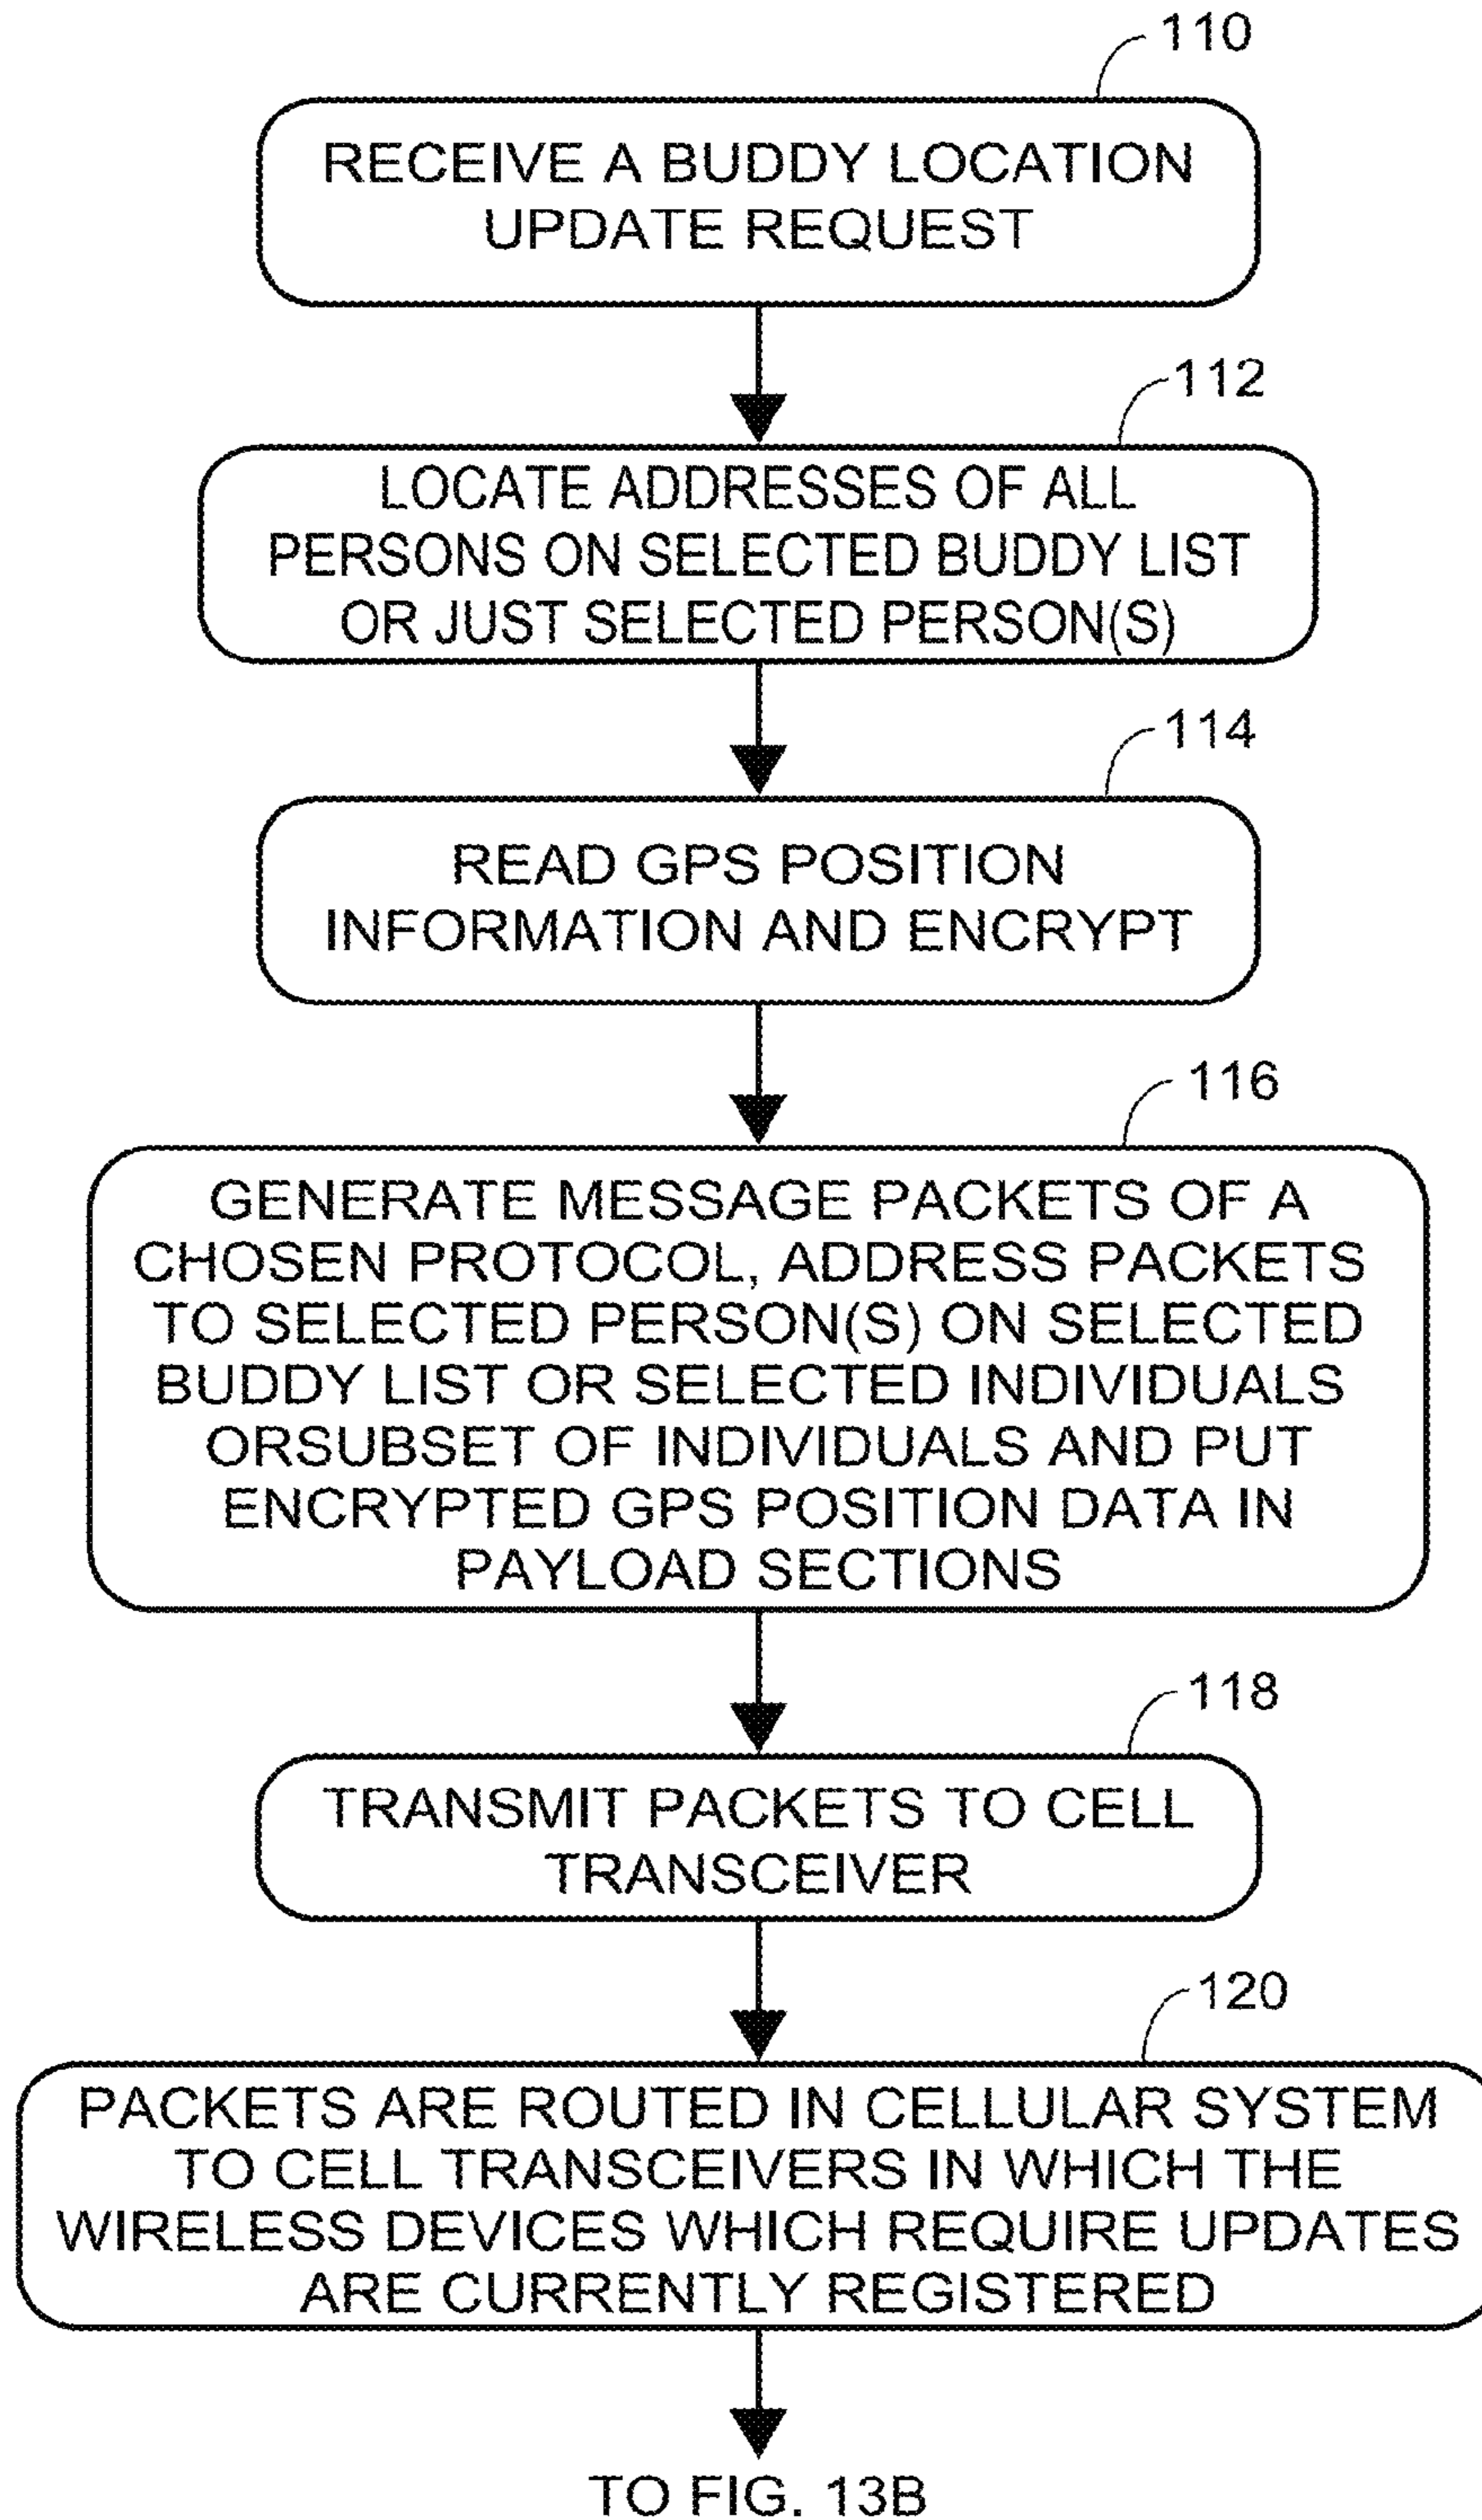 110
RECEIVE A BUDDY LOCATION
UPDATE REQUEST
112
LOCATE ADDRESSES OF ALL
PERSONS ON SELECTED BUDDY LIST
OR JUST SELECTED PERSON(S)
114
READ GPS POSITION
INFORMATION AND ENCRYPT
116
GENERATE MESSAGE PACKETS OF A
CHOSEN PROTOCOL, ADDRESS PACKETS
TO SELECTED PERSON(S) ON SELECTED
BUDDY LIST OR SELECTED INDIVIDUALS
ORSUBSET OF INDIVIDUALS AND PUT
ENCRYPTED GPS POSITION DATA IN
PAYLOAD SECTIONS
118
TRANSMIT PACKETS TO CELL
TRANSCEIVER
120
PACKETS ARE ROUTED IN CELLULAR SYSTEM
TO CELL TRANSCEIVERS IN WHICH THE
WIRELESS DEVICES WHICH REQUIRE UPDATES
ARE CURRENTLY REGISTERED
TO FIG. 13B